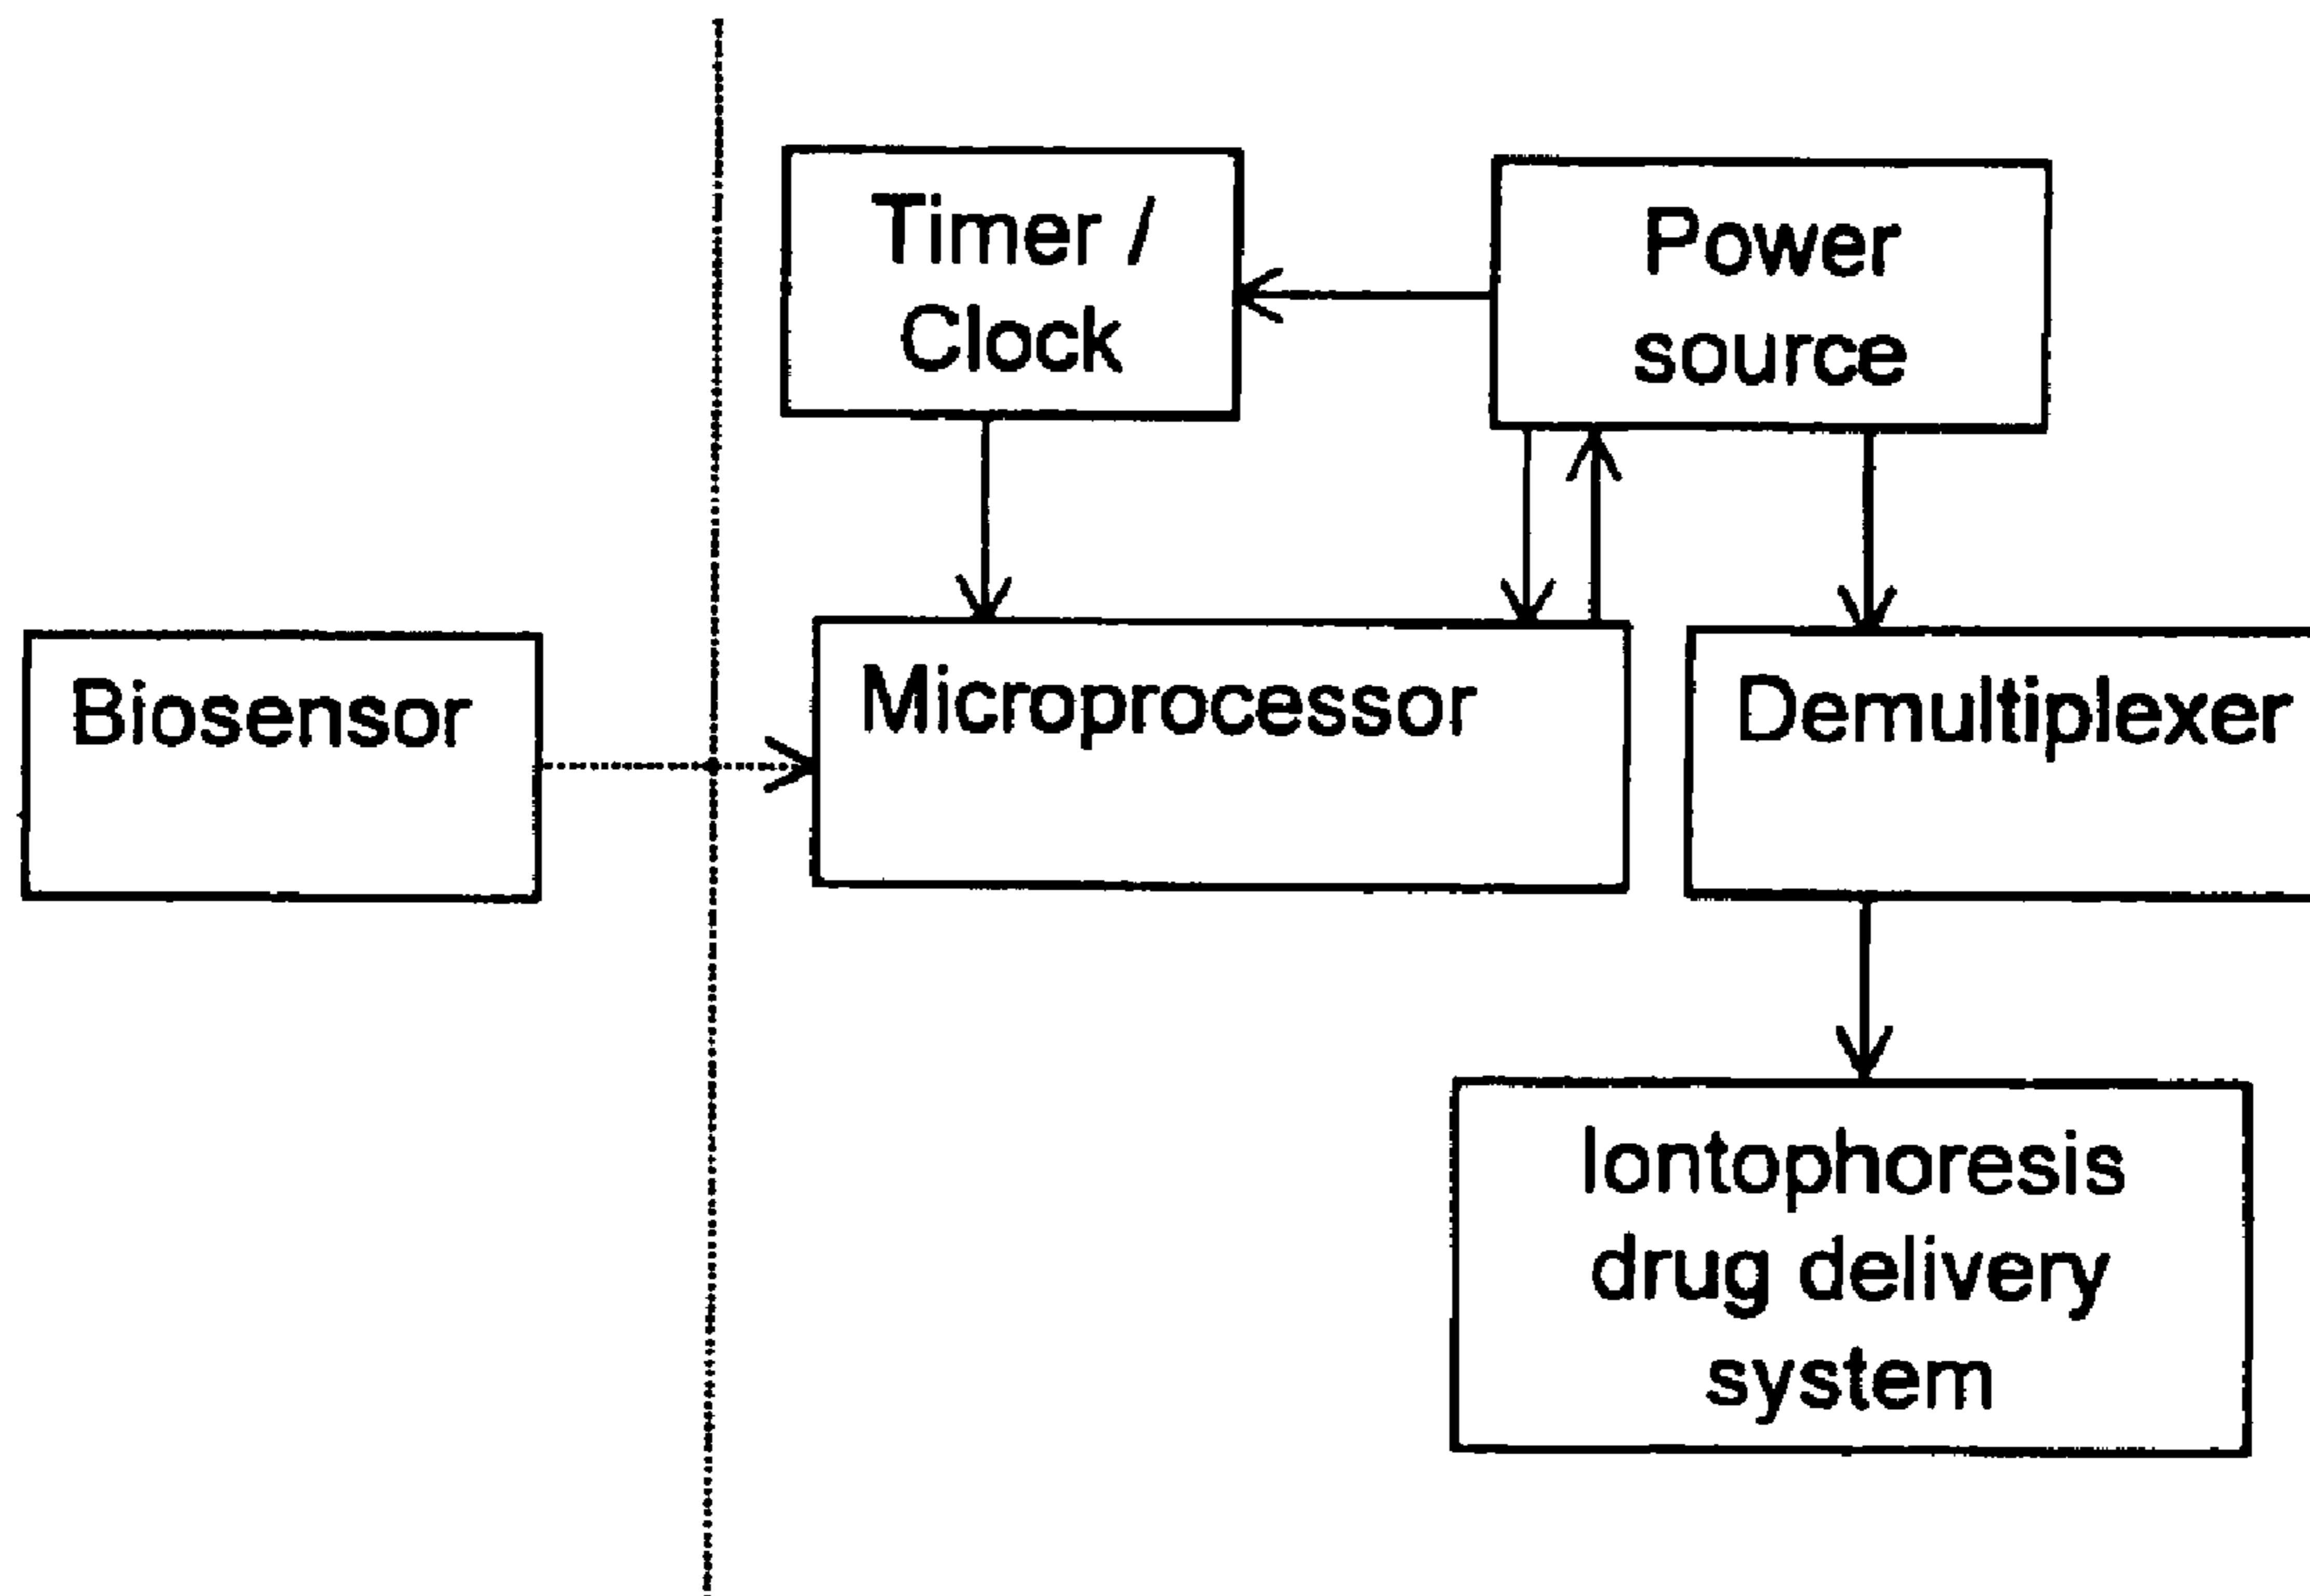 Timer /
Clock
Power
source
Biosensor
Microprocessor
Demultiplexer
Iontophoresis
drug delivery
system